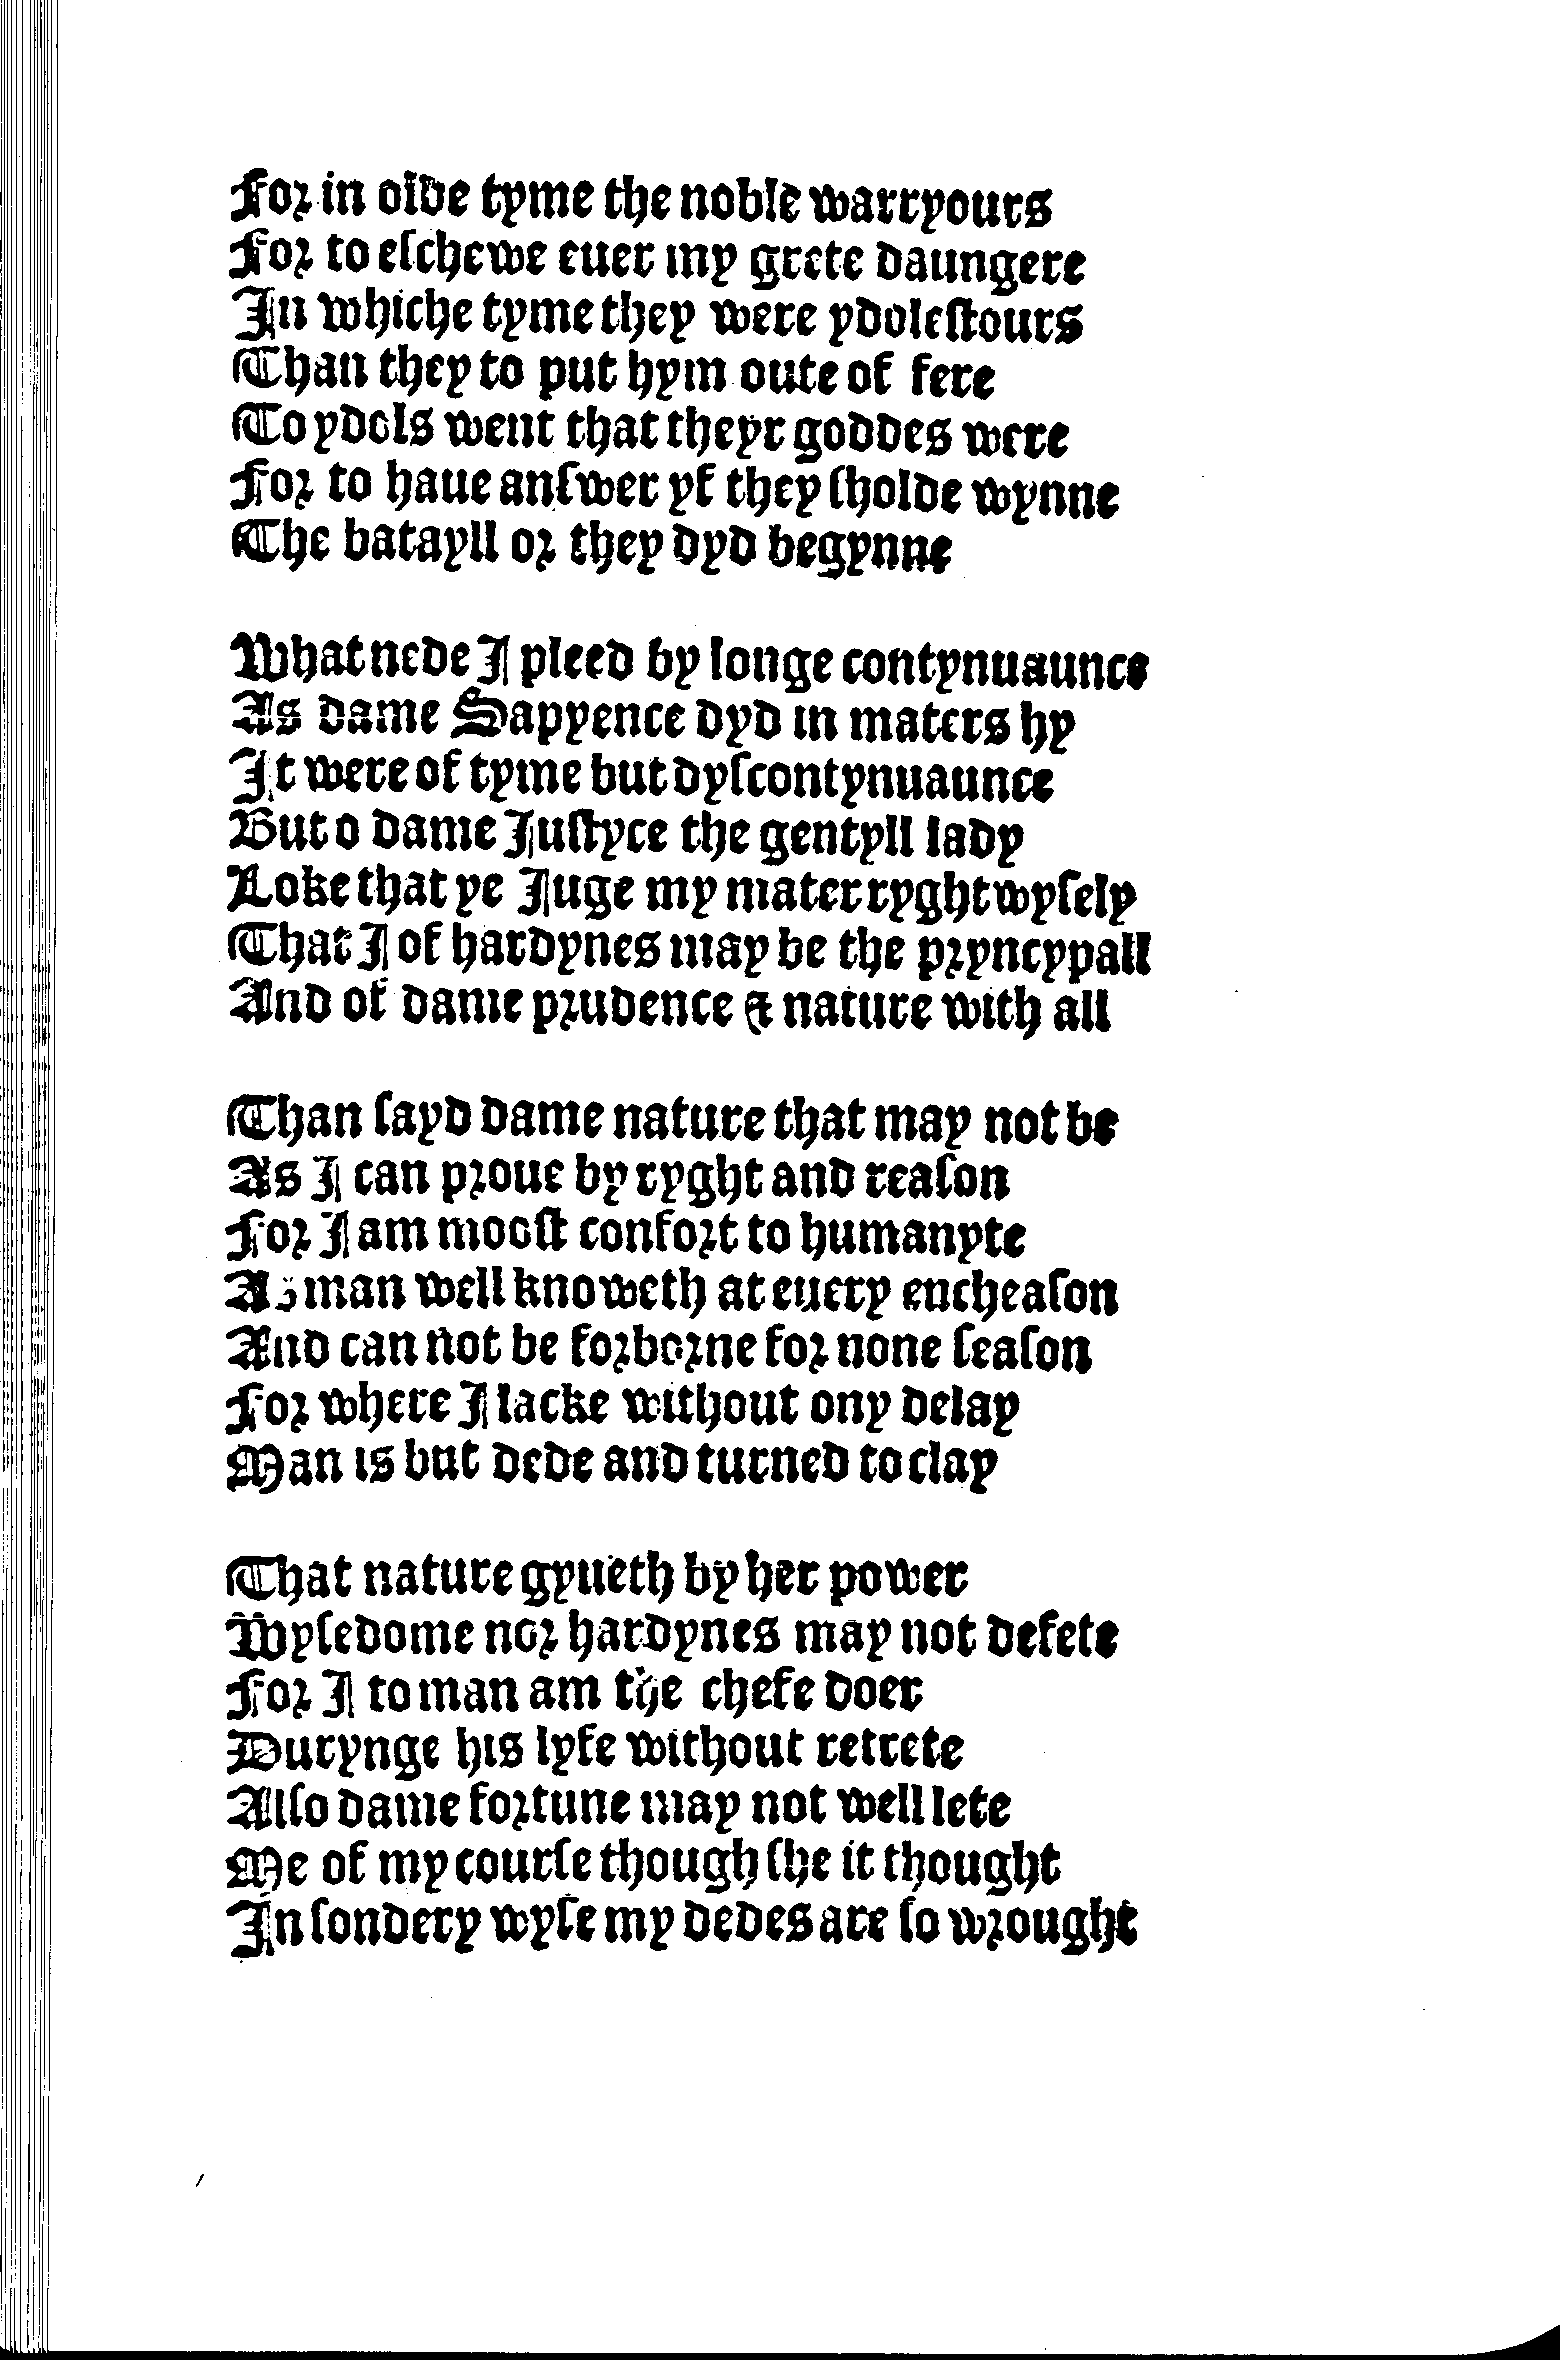 For in olde tyme the noble warryours
For to eſchewe euer my grete daungere
In whiche tyme they were ydoleſtours
Than they to put hym oute of fere
To ydols went that theyr goddes were
For to haue anſwer yf they ſholde wynne
The batayll or they dyd begynne

What nede I pleed by longe contynuaunce
As dame Sapyence dyd in maters hy
It were of tyme but dyſcontynuaunce
But o dame Juſtyce the gentyll lady
Loke that ye Juge my mater ryghtwyſely
That I of hardynes may be the pryncypall
And of dame prudence & nature with all

Than ſayd dame nature that may not be
As I can proue by ryght and reaſon
For I am mooſt confort to humanyte
As man well knoweth at euery encheaſon
And can not be forborne for none ſeaſon
For where I lacke without ony delay
Man is but dede and turned to clay

That nature gyueth by her power
Wyſedome nor hardynes may not defete
For I to man am the chefe doer
Durynge his lyfe without retrete
Alſo dame fortune may not well lete
Me of my courſe though ſhe it thought
In ſondery wyſe my dedes are ſo wrought